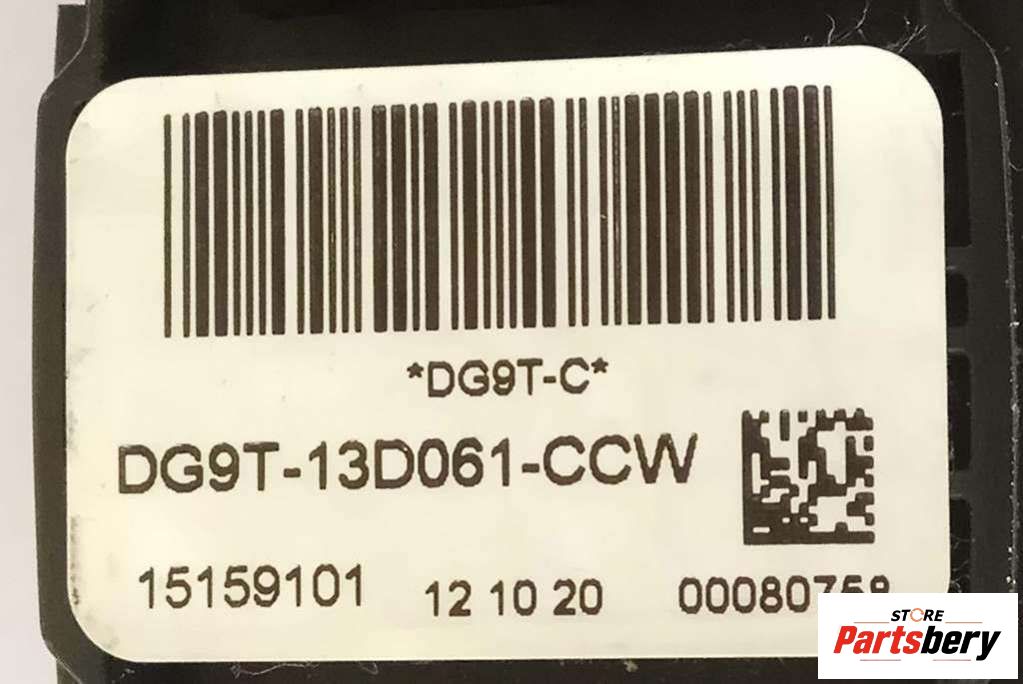 *DG9T-C*
DG9T-13D061-CCW
15159101 12 10 20 00080758
STORE
Partsbery